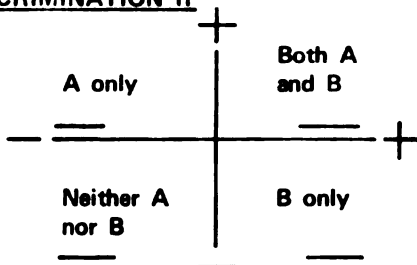 CRIMINATION II
+
Both A
A only and B
— +
Neither A B only
nor B